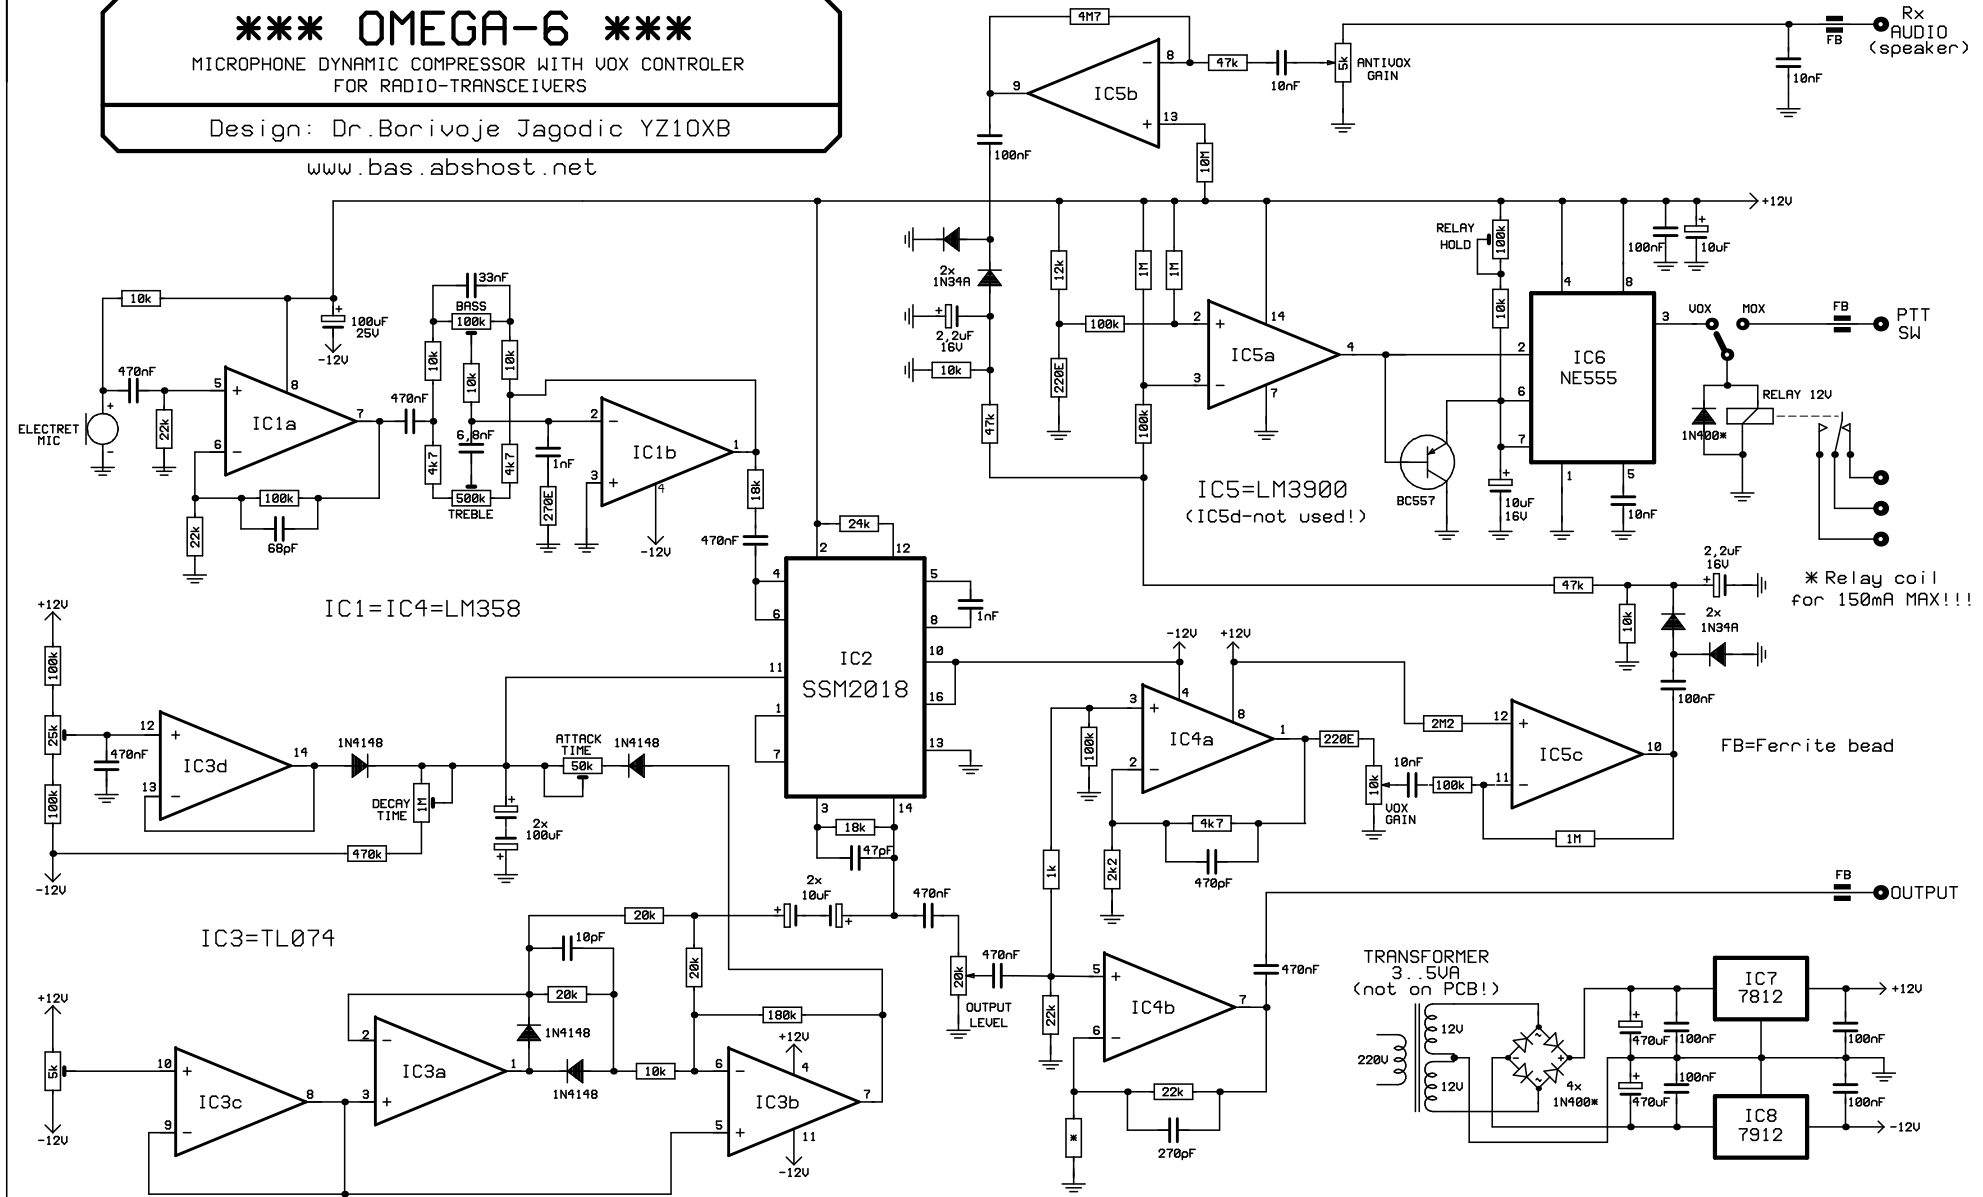 *** OMEGA-6 ***
MICROPHONE DYNAMIC COMPRESSOR WITH VOX CONTROLER
FOR RADIO-TRANSCEIVERS
Design: Dr.Borivoje Jagodic YZ1OXB
www.bas.abshost.net
4M7
8
9
IC5b
13
100nF
47k
10nF
5k
ANTIVOX
GAIN
10M
FB
10nF
Rx
AUDIO
(speaker)
+12V
10k
100uF
25V
-12V
470nF
ELECTRET
MIC
22k
5
8
IC1a
7
6
100k
68pF
22k
470nF
33nF
BASS
100k
10k
10k
10k
6,8nF
4k7
4k7
500k
TREBLE
1nF
270E
2
IC1b
1
3
4
-12V
18k
470nF
24k
2x
1N34A
2,2uF
16V
10k
47k
12k
220E
100k
1M
1M
100k
2
14
IC5a
4
3
7
IC5=LM3900
(IC5d-not used!)
RELAY
HOLD
100k
10k
BC557
10uF
16V
4
8
3
2
IC6
NE555
6
7
1
5
10nF
100nF
10uF
VOX
MOX
FB
PTT
SW
RELAY 12V
1N400*
* Relay coil
for 150mA MAX!!!
IC1=IC4=LM358
2
12
4
5
6
8
1nF
11
10
IC2
SSM2018
16
1
7
13
3
14
18k
47pF
+12V
100k
25k
100k
-12V
470nF
12
IC3d
14
13
1N4148
DECAY
TIME
1M
470k
2x
100uF
ATTACK
TIME
50k
1N4148
47k
10k
2,2uF
16V
2x
1N34A
100nF
-12V
+12V
3
4
8
IC4a
1
2
100k
4k7
470pF
2k2
1k
220E
10k
VOX
GAIN
10nF
100k
2M2
12
IC5c
10
11
1M
FB=Ferrite bead
IC3=TL074
2x
10uF
470nF
20k
10pF
20k
20k
1N4148
1N4148
180k
10k
20k
OUTPUT
LEVEL
470nF
22k
5
IC4b
7
6
22k
270pF
*
470nF
FB
OUTPUT
+12V
5k
-12V
10
IC3c
8
9
2
IC3a
1
3
+12V
6
4
IC3b
7
5
11
-12V
TRANSFORMER
3..5VA
(not on PCB!)
220V
12V
12V
4x
1N400*
470uF
100nF
470uF
100nF
IC7
7812
IC8
7912
100nF
100nF
+12V
-12V